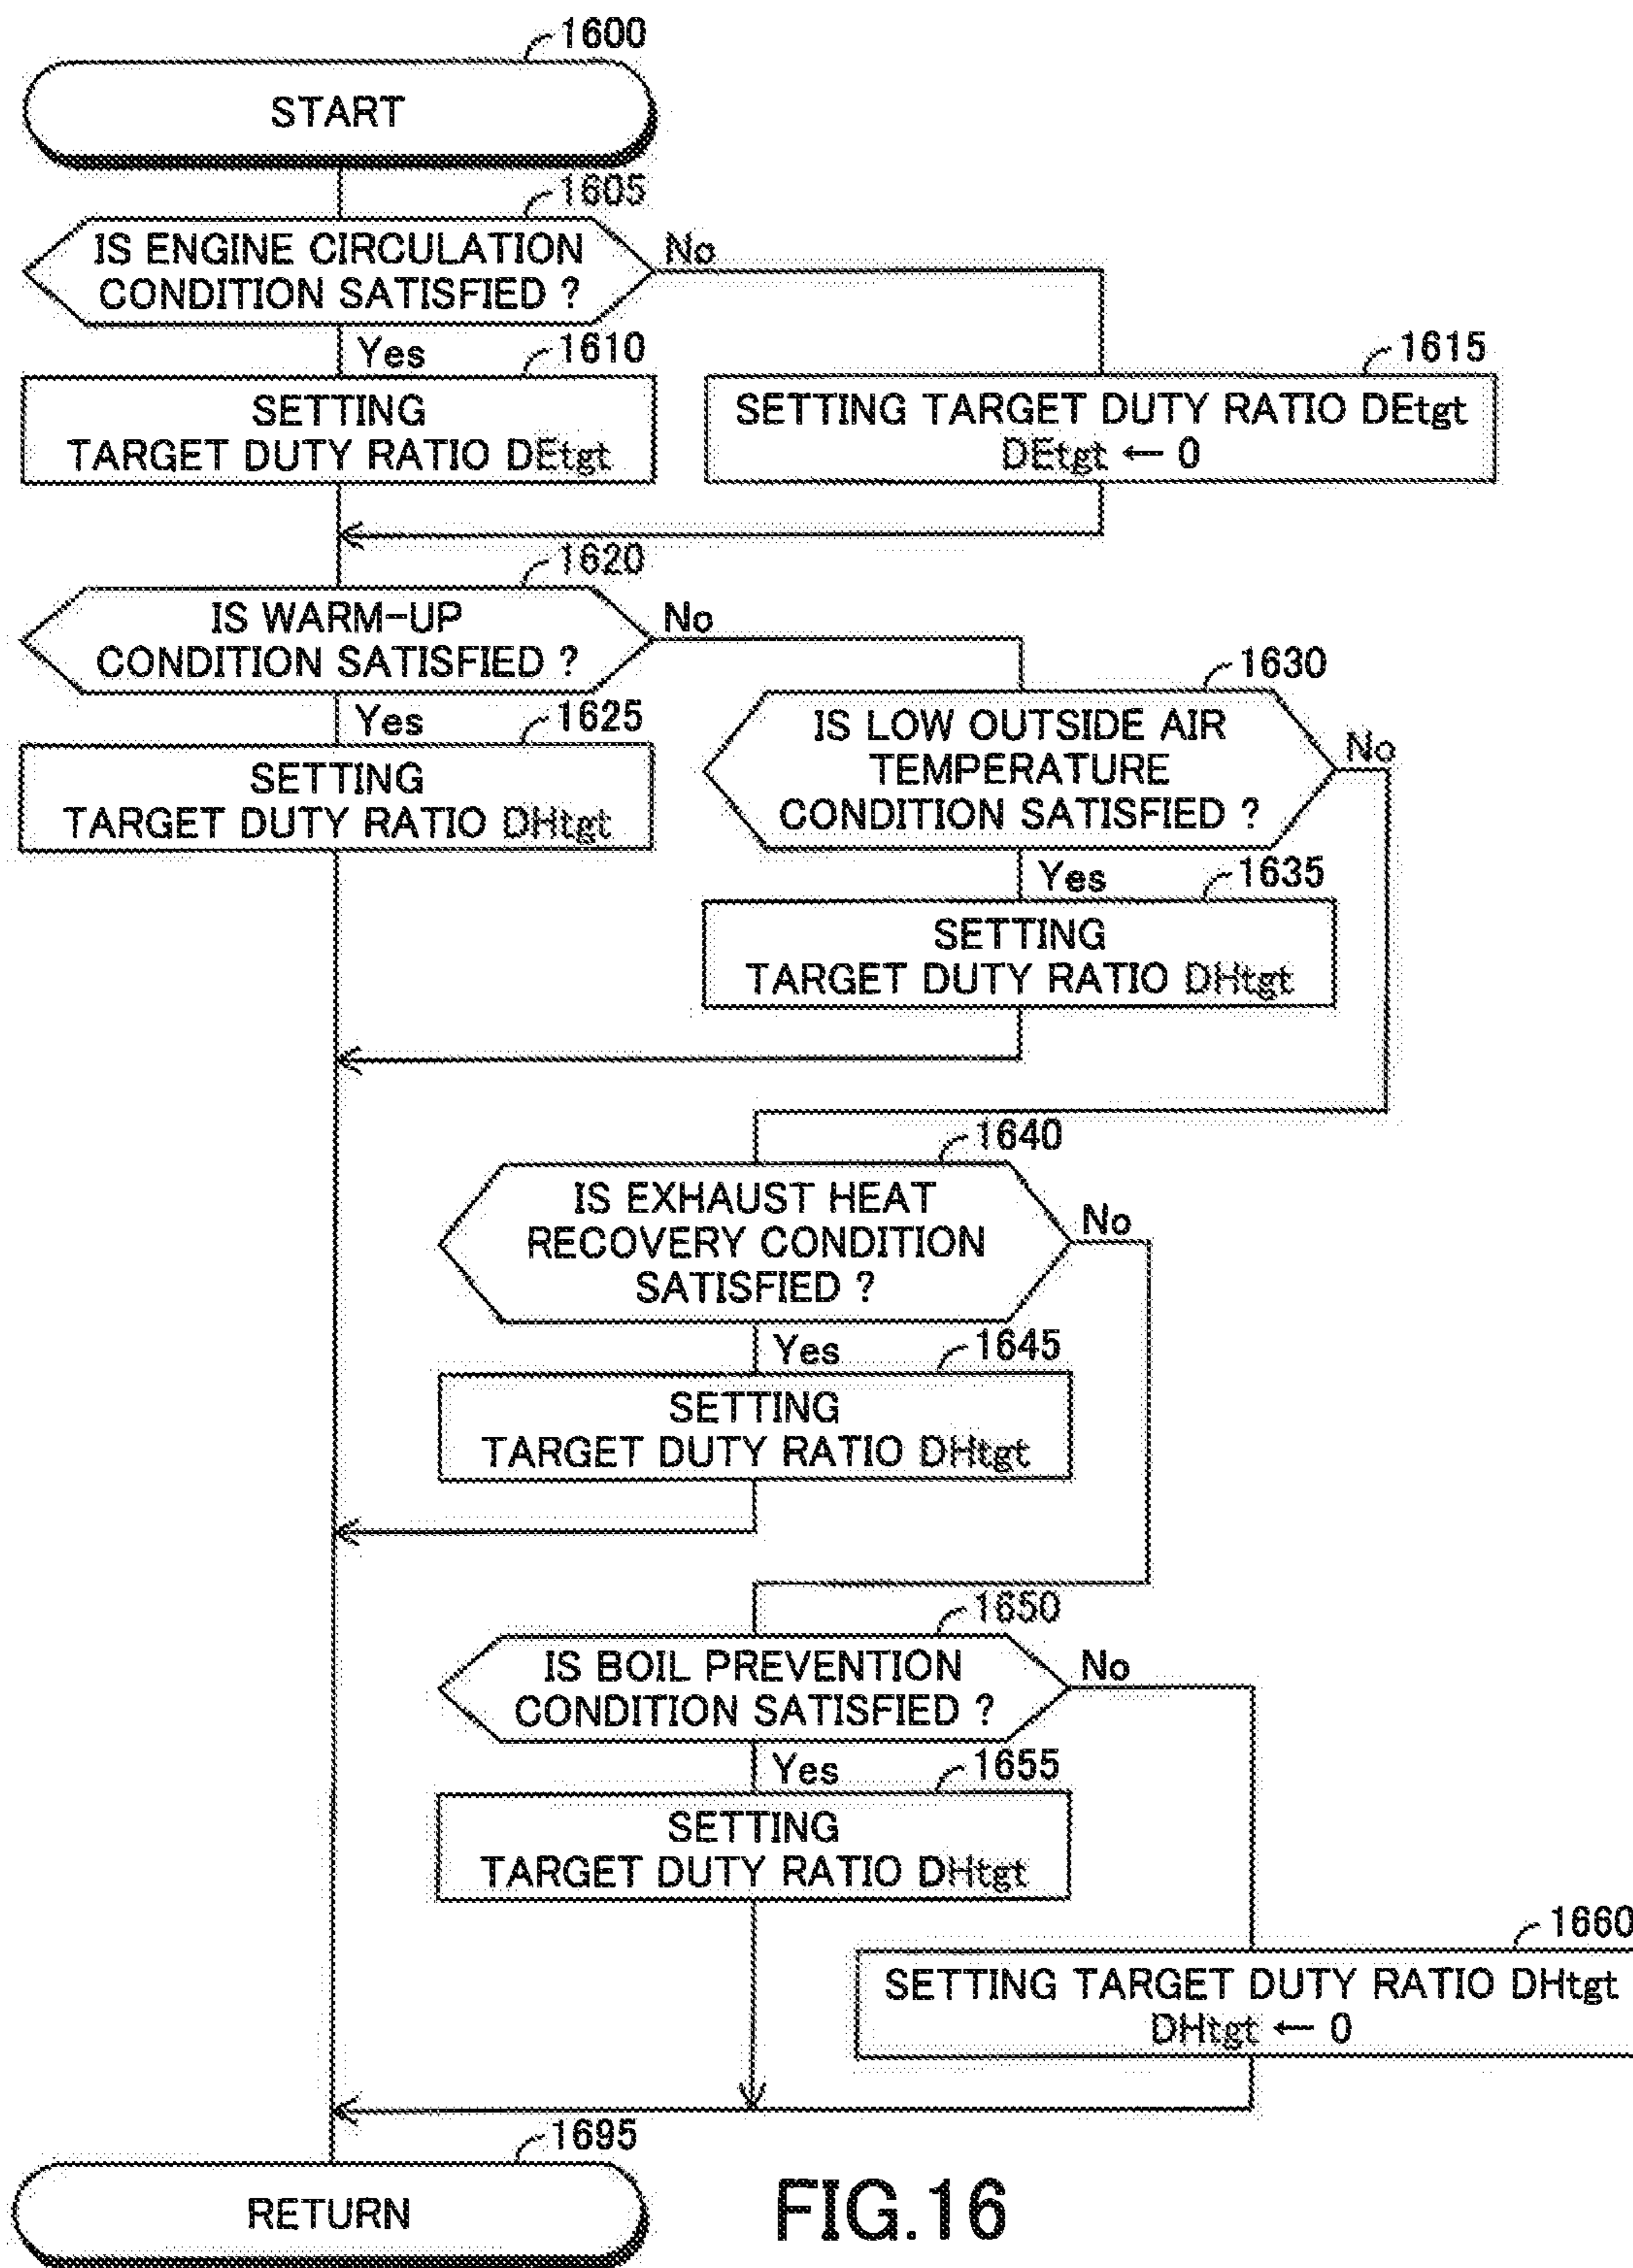 1600
START
1605
IS ENGINE CIRCULATION
CONDITION SATISFIED ?
No
Yes
1610
SETTING
TARGET DUTY RATIO DEtgt
1615
SETTING TARGET DUTY RATIO DEtgt
DEtgt ← 0
1620
IS WARM-UP
CONDITION SATISFIED ?
No
Yes
1625
SETTING
TARGET DUTY RATIO DHtgt
1630
IS LOW OUTSIDE AIR
TEMPERATURE
CONDITION SATISFIED ?
No
Yes
1635
SETTING
TARGET DUTY RATIO DHtgt
1640
IS EXHAUST HEAT
RECOVERY CONDITION
SATISFIED ?
No
Yes
1645
SETTING
TARGET DUTY RATIO DHtgt
1650
IS BOIL PREVENTION
CONDITION SATISFIED ?
No
Yes
1655
SETTING
TARGET DUTY RATIO DHtgt
1660
SETTING TARGET DUTY RATIO DHtgt
DHtgt ← 0
1695
RETURN
FIG.16